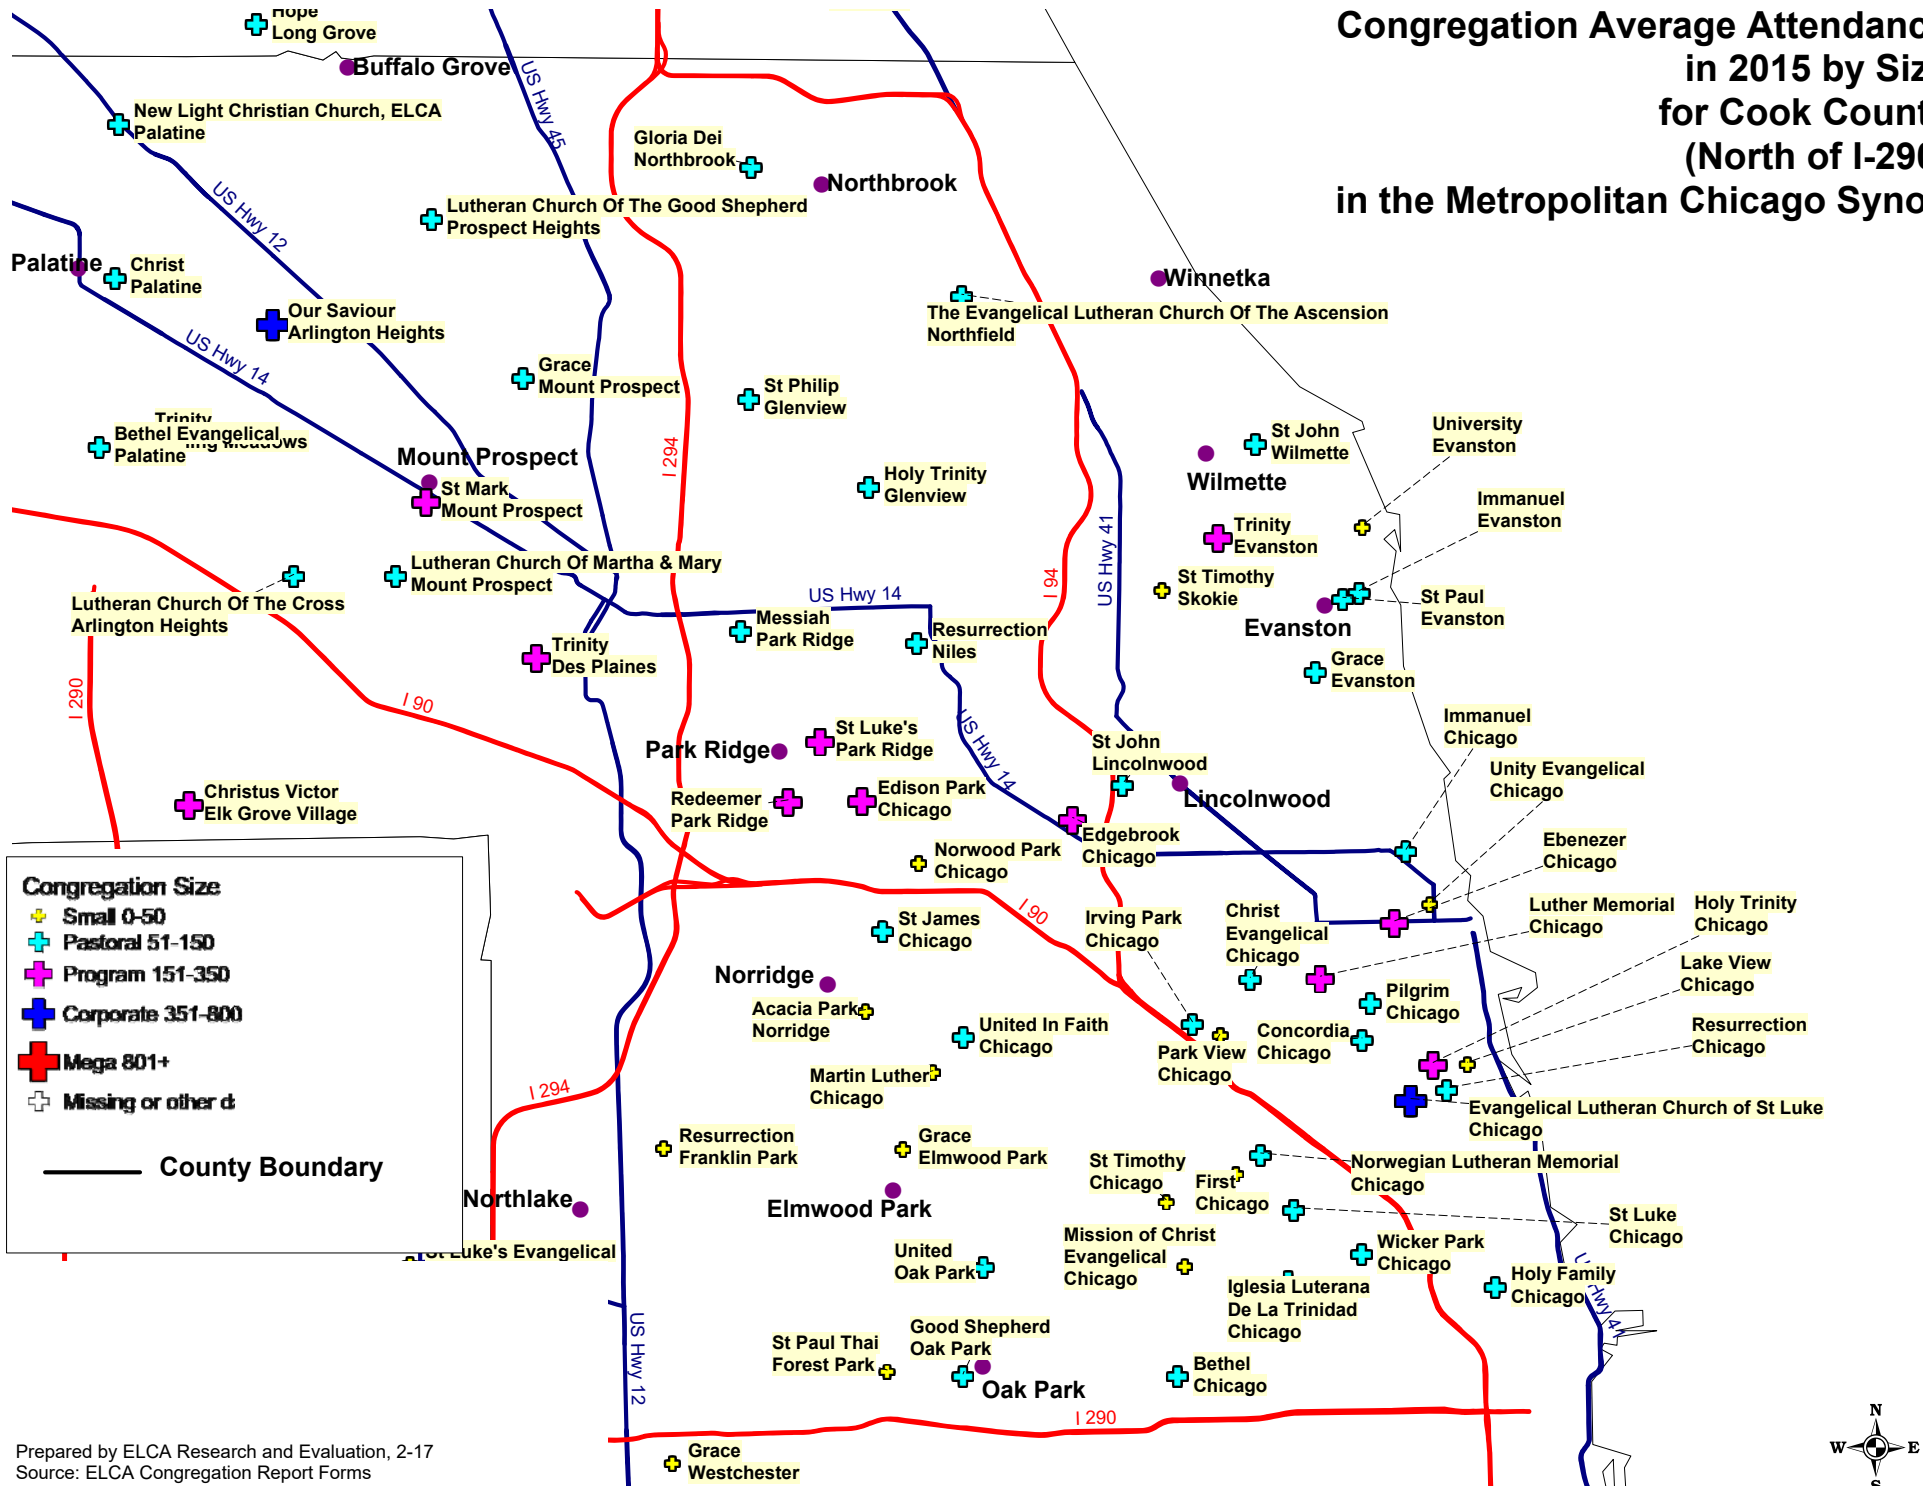 Congregation Average Attendanc
in 2015 by Siz
for Cook Count
(North of I-290
in the Metropolitan Chicago Syno
Hope
Long Grove
Buffalo Grove
New Light Christian Church, ELCA
Palatine
US Hwy 45
Gloria Dei
Northbrook
Northbrook
US Hwy 12
Lutheran Church Of The Good Shepherd
Prospect Heights
Palatine
Christ
Palatine
Winnetka
Our Saviour
Arlington Heights
The Evangelical Lutheran Church Of The Ascension
Northfield
US Hwy 14
Grace
Mount Prospect
St Philip
Glenview
Trinity
Bethel Evangelical
Palatine
I 294
Mount Prospect
St Mark
Mount Prospect
Holy Trinity
Glenview
St John
Wilmette
Wilmette
University
Evanston
Immanuel
Evanston
Trinity
Evanston
US Hwy 41
I 94
Lutheran Church Of Martha & Mary
Mount Prospect
St Timothy
Skokie
St Paul
Evanston
Evanston
Lutheran Church Of The Cross
Arlington Heights
US Hwy 14
Messiah
Park Ridge
Resurrection
Niles
Trinity
Des Plaines
Grace
Evanston
I 290
I 90
US Hwy 14
Park Ridge
St Luke's
Park Ridge
St John
Lincolnwood
Immanuel
Chicago
Unity Evangelical
Chicago
Christus Victor
Elk Grove Village
Redeemer
Park Ridge
Edison Park
Chicago
Lincolnwood
Edgebrook
Chicago
Ebenezer
Chicago
Norwood Park
Chicago
I 90
St James
Chicago
Irving Park
Chicago
Christ
Evangelical
Chicago
Luther Memorial
Chicago
Holy Trinity
Chicago
Lake View
Chicago
Norridge
Acacia Park
Norridge
United In Faith
Chicago
Pilgrim
Chicago
Concordia
Chicago
Resurrection
Chicago
Park View
Chicago
Martin Luther
Chicago
I 294
Evangelical Lutheran Church of St Luke
Chicago
Resurrection
Franklin Park
Grace
Elmwood Park
St Timothy
Chicago
First
Chicago
Norwegian Lutheran Memorial
Chicago
Northlake
Elmwood Park
St Luke
Chicago
Mission of Christ
Evangelical
Chicago
Wicker Park
Chicago
United
Oak Park
Iglesia Luterana
De La Trinidad
Chicago
Holy Family
Chicago
US Hwy 41
US Hwy 12
St Paul Thai
Forest Park
Good Shepherd
Oak Park
Oak Park
Bethel
Chicago
I 290
Grace
Westchester
Congregation Size
Small 0-50
Pastoral 51-150
Program 151-350
Corporate 351-800
Mega 801+
Missing or other d
County Boundary
St Luke's Evangelical
Prepared by ELCA Research and Evaluation, 2-17
Source: ELCA Congregation Report Forms
N
W
E
S